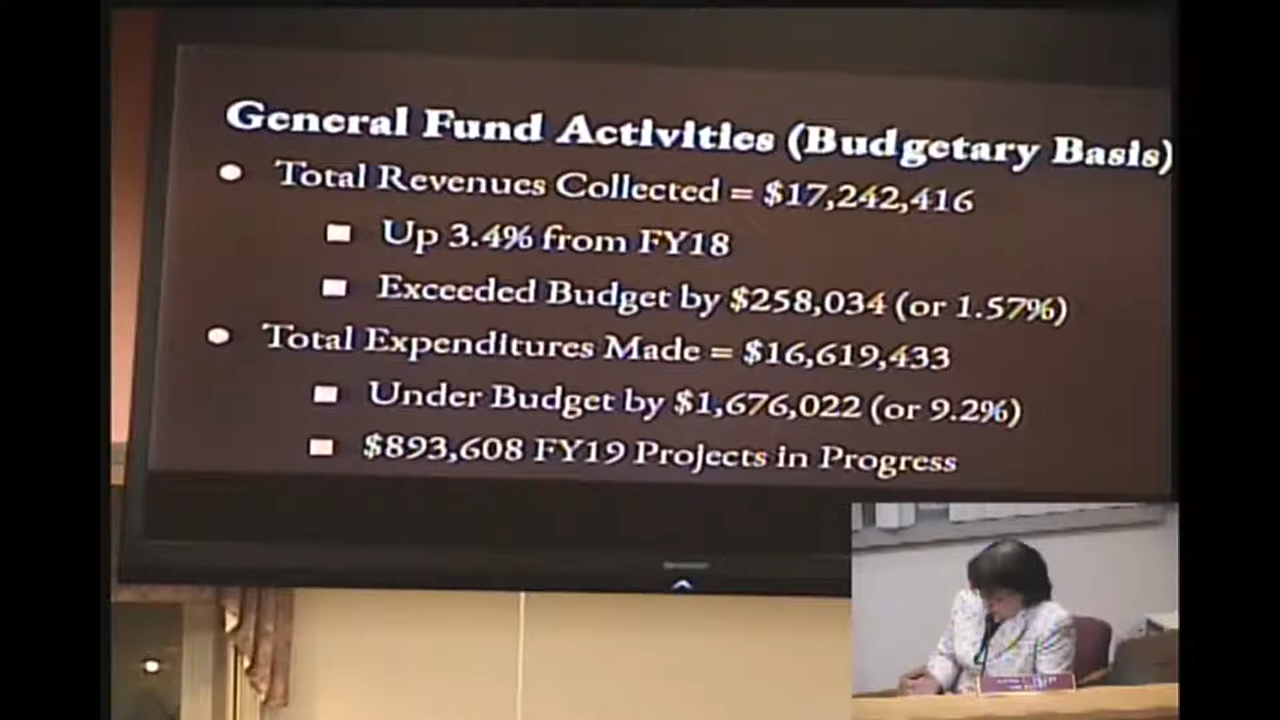 General Fund Activities (Budgetary Basis)
Total Revenues Collected = $17,242,416
Up 3.4% from FY18
Exceeded Budget by $258,034 (or 1.57%)
Total Expenditures Made = $16,619,433
Under Budget by $1,676,022 (or 9.2%)
$893,608 FY19 Projects in Progress